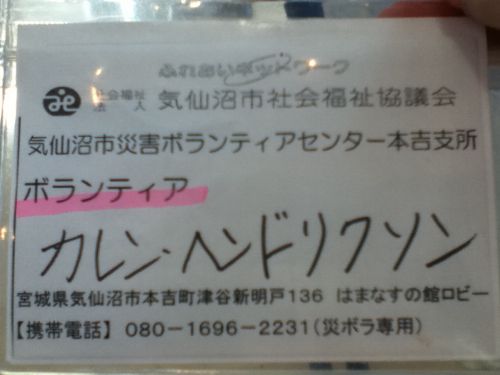 ふれあいネットワーク
社会福祉法人 気仙沼市社会福祉協議会
気仙沼市災害ボランティアセンター本吉支所
ボランティア
カレン・ヘンドリクソン
宮城県気仙沼市本吉町津谷新明戸136 はまなすの館ロビー
【携帯電話】080-1696-2231(災ボラ専用)